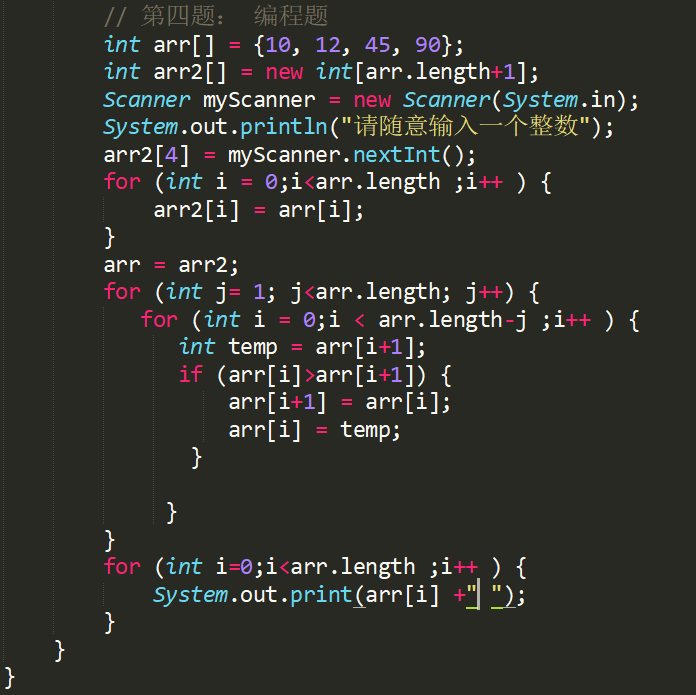 // 第四题： 编程题
int arr[] = {10, 12, 45, 90};
int arr2[] = new int[arr.length+1];
Scanner myScanner = new Scanner(System.in);
System.out.println("请随意输入一个整数");
arr2[4] = myScanner.nextInt();
for (int i = 0;i<arr.length ;i++ ) {
arr2[i] = arr[i];
}
arr = arr2;
for (int j= 1; j<arr.length; j++) {
for (int i = 0;i < arr.length-j ;i++ ) {
int temp = arr[i+1];
if (arr[i]>arr[i+1]) {
arr[i+1] = arr[i];
arr[i] = temp;
}
}
}
for (int i=0;i<arr.length ;i++ ) {
System.out.print(arr[i] +" ");
}
}
}